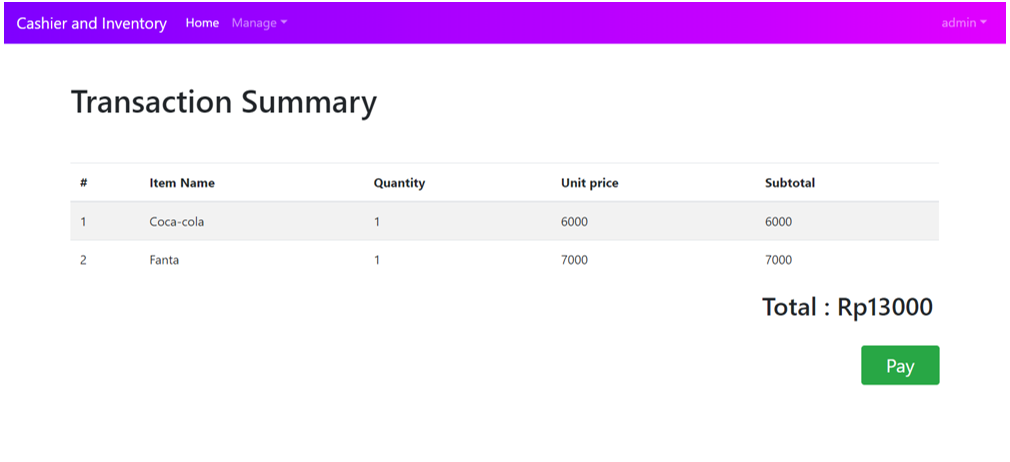 Cashier and Inventory Home Manage admin
Transaction Summary
# Item Name Quantity Unit price Subtotal
1 Coca-cola 1 6000 6000
2 Fanta 1 7000 7000
Total : Rp13000
Pay